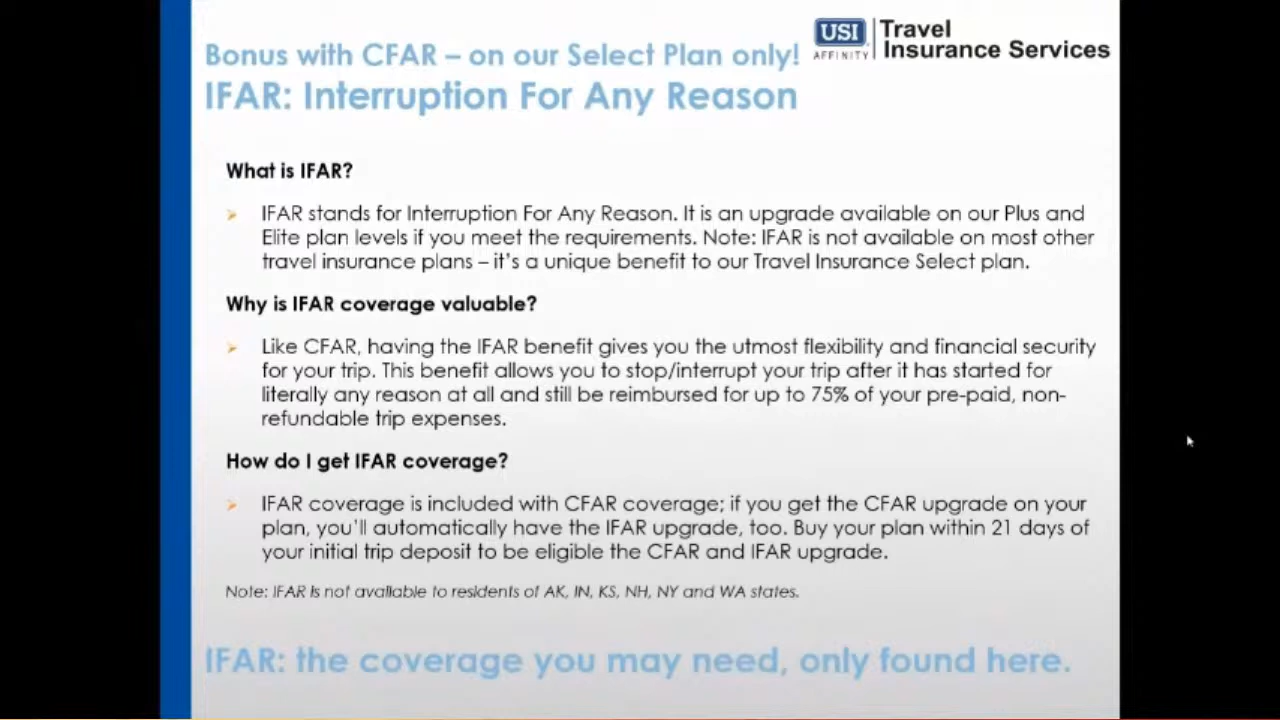 Bonus with CFAR – on our Select Plan only!
IFAR: Interruption For Any Reason
USI
AFFINITY
Travel
Insurance Services
What is IFAR?
IFAR stands for Interruption For Any Reason. It is an upgrade available on our Plus and
Elite plan levels if you meet the requirements. Note: IFAR is not available on most other
travel insurance plans – it's a unique benefit to our Travel Insurance Select plan.
Why is IFAR coverage valuable?
Like CFAR, having the IFAR benefit gives you the utmost flexibility and financial security
for your trip. This benefit allows you to stop/interrupt your trip after it has started for
literally any reason at all and still be reimbursed for up to 75% of your pre-paid, non-
refundable trip expenses.
How do I get IFAR coverage?
IFAR coverage is included with CFAR coverage; if you get the CFAR upgrade on your
plan, you'll automatically have the IFAR upgrade, too. Buy your plan within 21 days of
your initial trip deposit to be eligible the CFAR and IFAR upgrade.
Note: IFAR is not available to residents of AK, IN, KS, NH, NY and WA states.
IFAR: the coverage you may need, only found here.